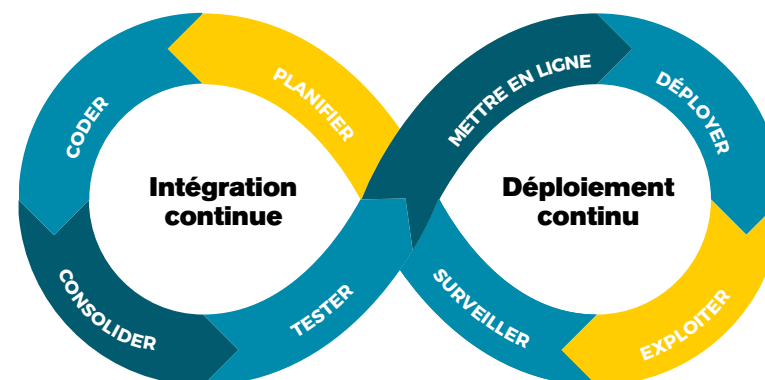 PLANIFIER
CODER
CONSOLIDER
TESTER
Intégration
continue
METTRE EN LIGNE
DÉPLOYER
EXPLOITER
SURVEILLER
Déploiement
continu